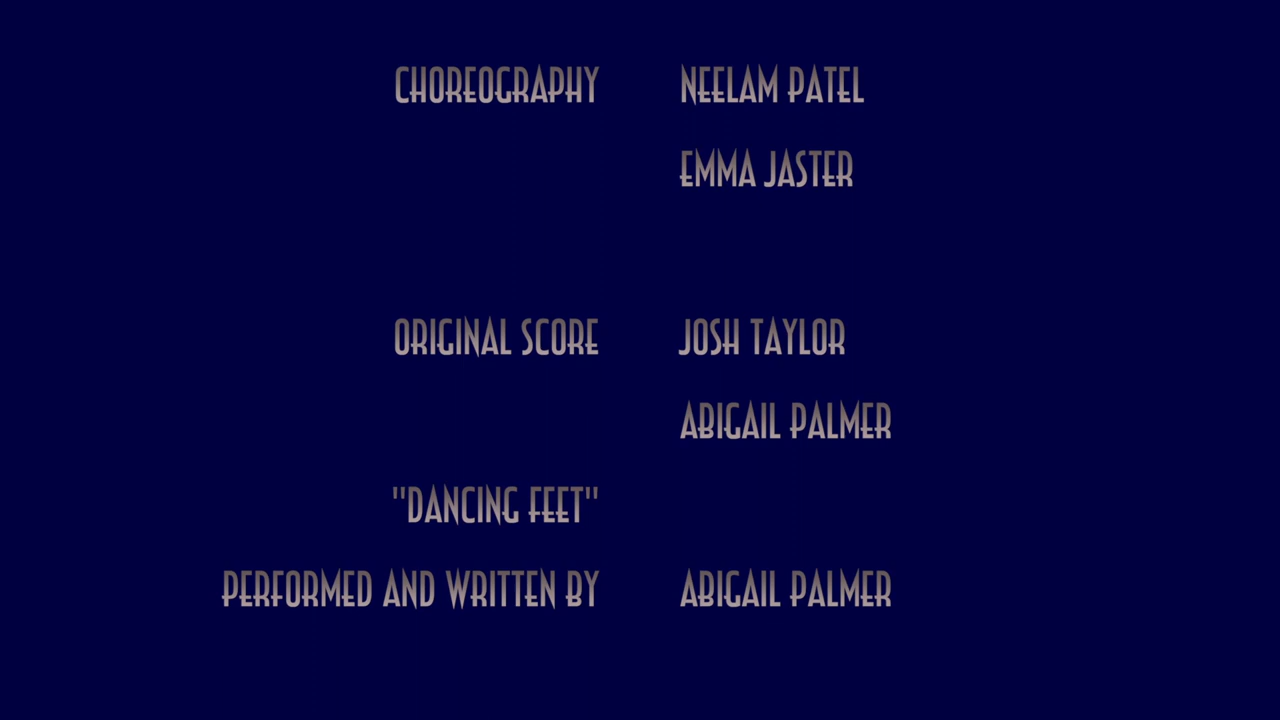 CHOREOGRAPHY NEELAM PATEL
EMMA JASTER
ORIGINAL SCORE JOSH TAYLOR
ABIGAIL PALMER
"DANCING FEET"
PERFORMED AND WRITTEN BY ABIGAIL PALMER